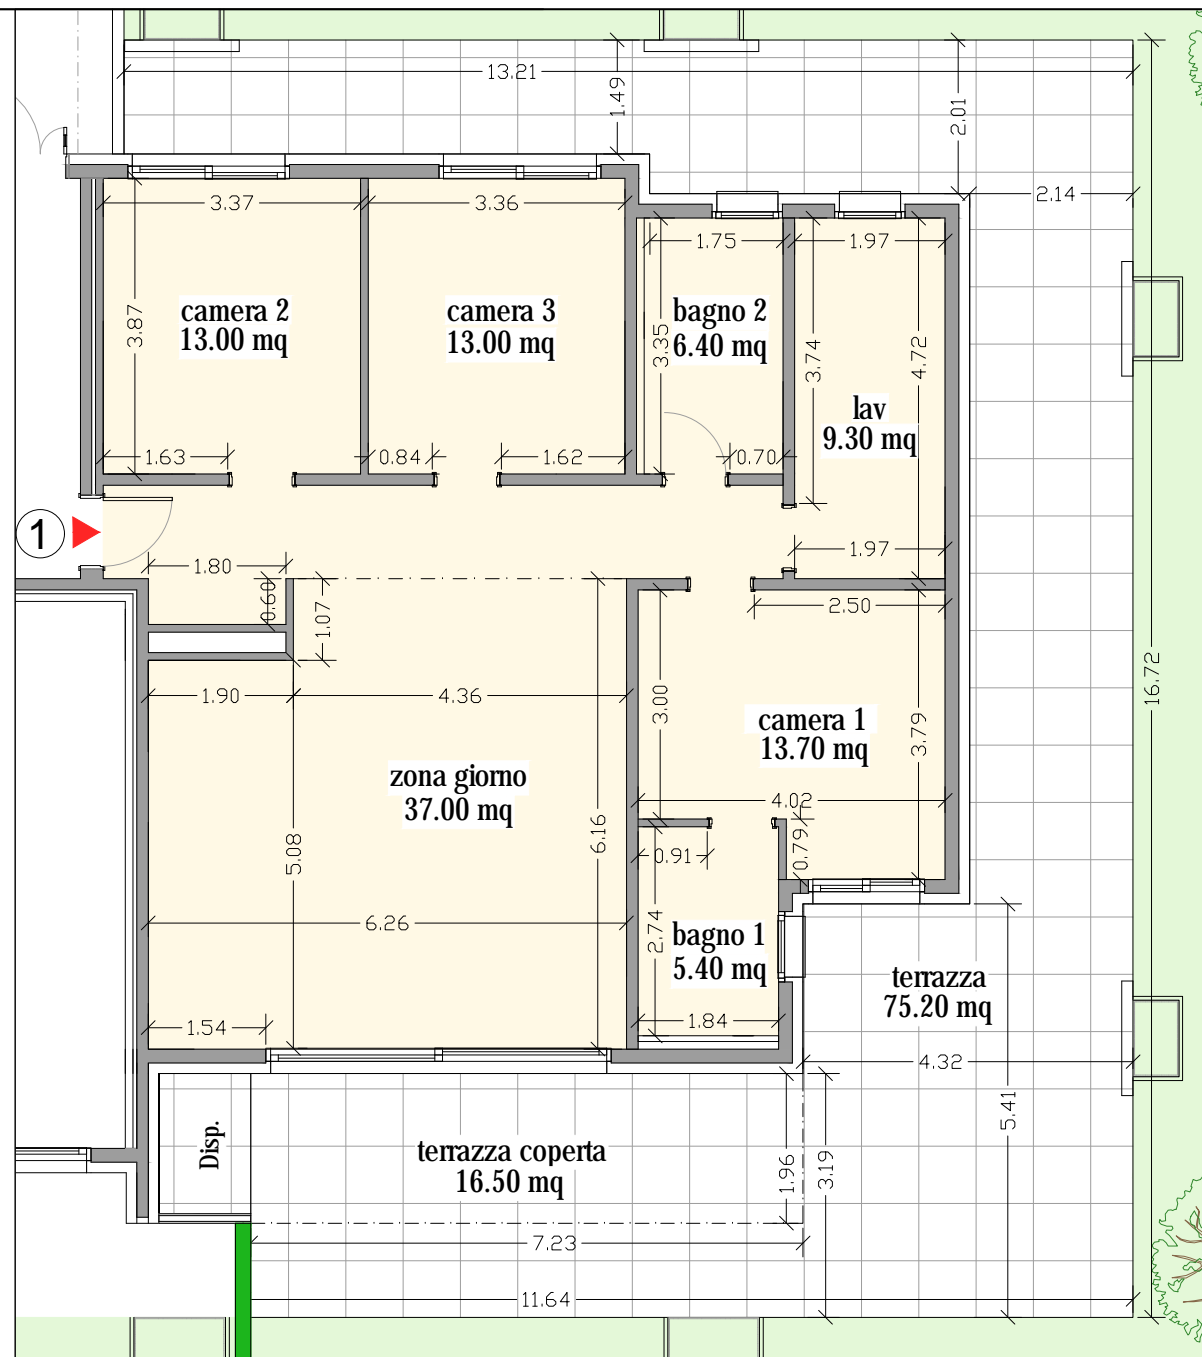 13.21
1.49
2.01
2.14
3.37
3.36
1.75
1.97
camera 2
13.00 mq
camera 3
13.00 mq
bagno 2
6.40 mq
3.87
3.35
3.74
4.72
lav
9.30 mq
1.63
0.84
1.62
0.70
1
1.80
1.97
0.60
1.07
2.50
16.72
1.90
4.36
3.00
camera 1
13.70 mq
3.79
zona giorno
37.00 mq
4.02
5.08
6.16
0.91
0.79
6.26
2.74
bagno 1
5.40 mq
terrazza
75.20 mq
1.54
1.84
4.32
5.41
Disp.
terrazza coperta
16.50 mq
1.96
3.19
7.23
11.64